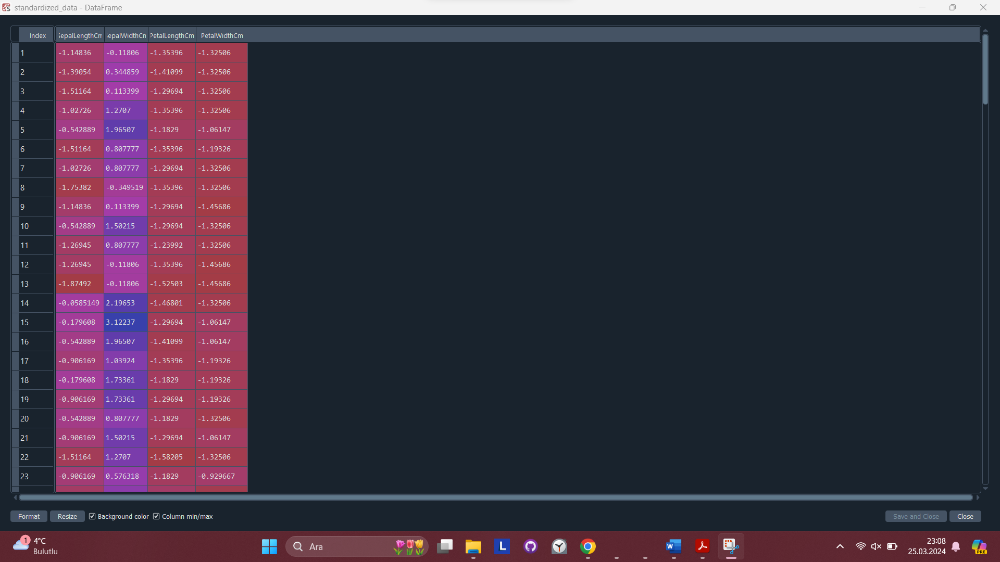 standardized_data - DataFrame
Index SepalLengthCm SepalWidthCm PetalLengthCm PetalWidthCm
1 -1.14836 -0.11806 -1.35396 -1.32506
2 -1.39054 0.344859 -1.41099 -1.32506
3 -1.51164 0.113399 -1.29694 -1.32506
4 -1.02726 1.2707 -1.35396 -1.32506
5 -0.542889 1.96507 -1.1829 -1.06147
6 -1.51164 0.807777 -1.35396 -1.19326
7 -1.02726 0.807777 -1.29694 -1.32506
8 -1.75382 -0.349519 -1.35396 -1.32506
9 -1.14836 0.113399 -1.29694 -1.45686
10 -0.542889 1.50215 -1.29694 -1.32506
11 -1.26945 0.807777 -1.23992 -1.32506
12 -1.26945 -0.11806 -1.35396 -1.45686
13 -1.87492 -0.11806 -1.52503 -1.45686
14 -0.0585149 2.19653 -1.46801 -1.32506
15 -0.179608 3.12237 -1.29694 -1.06147
16 -0.542889 1.96507 -1.41099 -1.06147
17 -0.906169 1.03924 -1.35396 -1.19326
18 -0.179608 1.73361 -1.1829 -1.19326
19 -0.906169 1.73361 -1.29694 -1.19326
20 -0.542889 0.807777 -1.1829 -1.32506
21 -0.906169 1.50215 -1.29694 -1.06147
22 -1.51164 1.2707 -1.58205 -1.32506
23 -0.906169 0.576318 -1.1829 -0.929667
Format Resize Background color Column min/max Save and Close Close
1 4°C
Bulutlu
Ara
L
W
PRE
23:08
25.03.2024